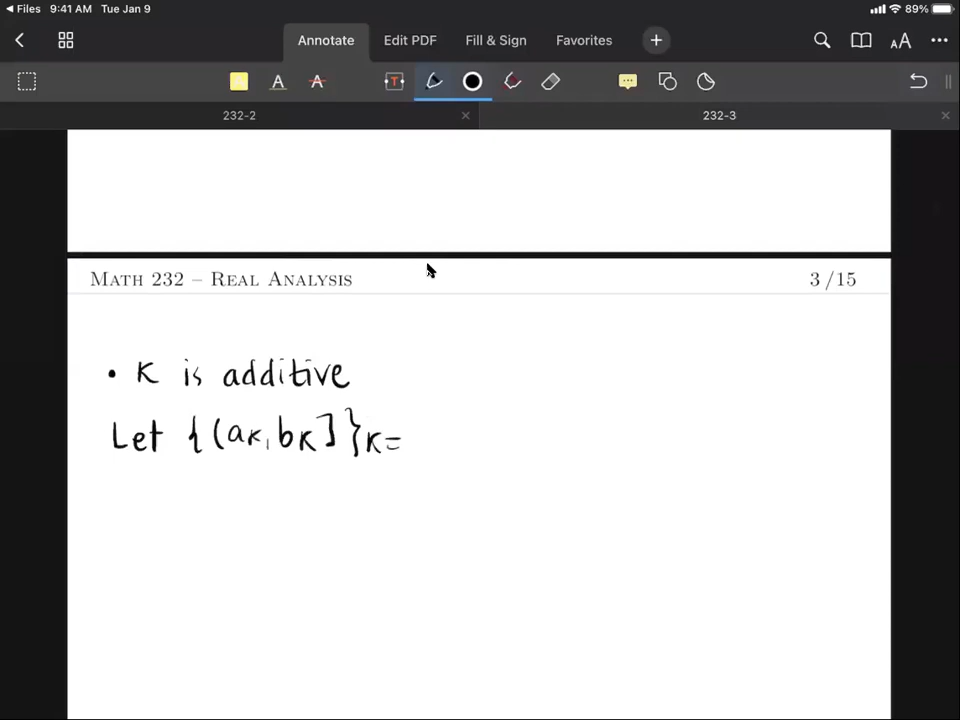 Files 9:41 AM Tue Jan 9 89%
Annotate Edit PDF Fill & Sign Favorites
232-2 232-3
MATH 232 – REAL ANALYSIS 3/15
• K is additive
Let {(aₖ, bₖ]}ₖ₌